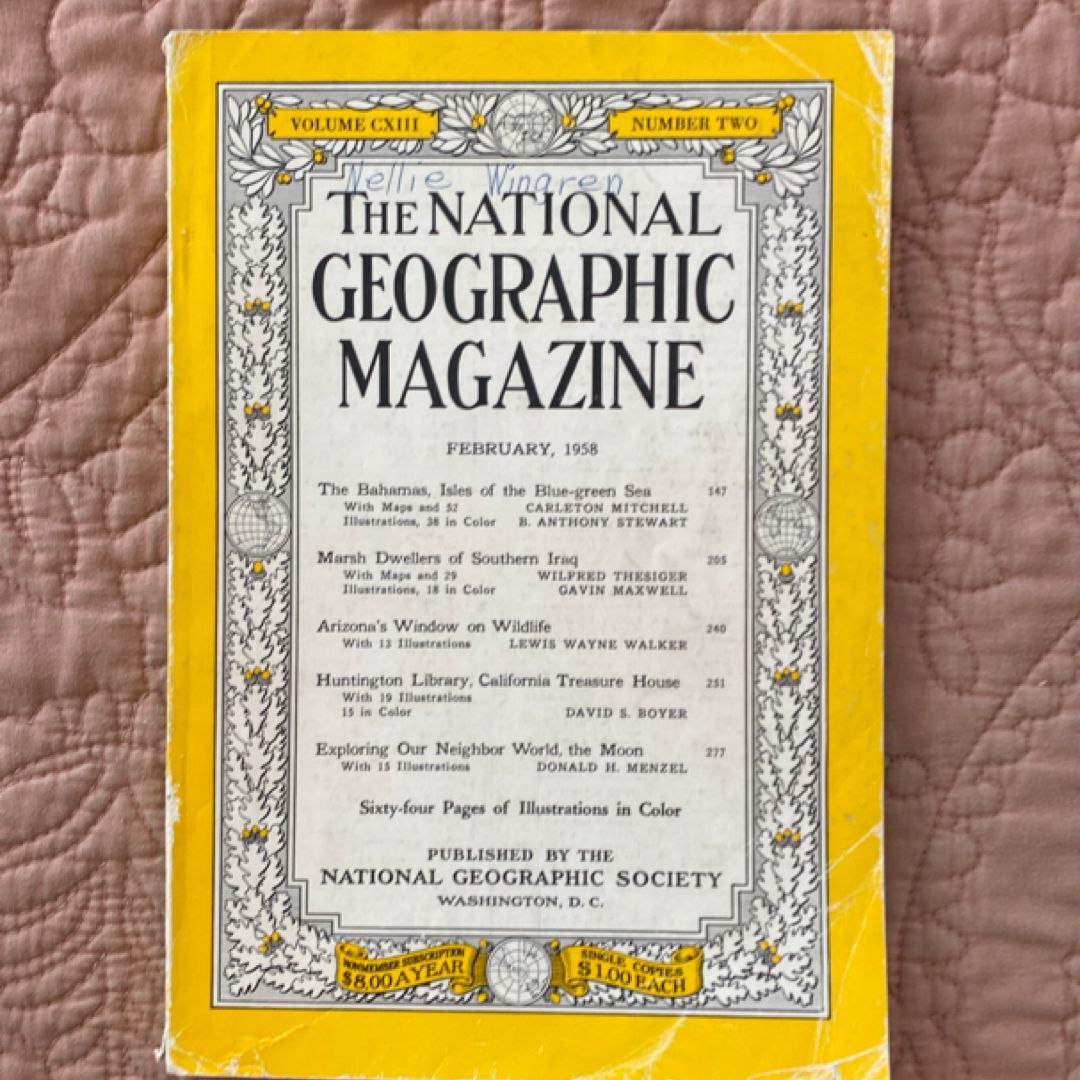 VOLUME CXIII NUMBER TWO
Nellie Wingren
THE NATIONAL
GEOGRAPHIC
MAGAZINE
FEBRUARY, 1958
The Bahamas, Isles of the Blue-green Sea 147
With Maps and 52 CARLETON MITCHELL
Illustrations, 38 in Color B. ANTHONY STEWART
Marsh Dwellers of Southern Iraq 205
With Maps and 29 WILFRED THESIGER
Illustrations, 18 in Color GAVIN MAXWELL
Arizona's Window on Wildlife 240
With 13 Illustrations LEWIS WAYNE WALKER
Huntington Library, California Treasure House 251
With 19 Illustrations
15 in Color DAVID S. BOYER
Exploring Our Neighbor World, the Moon 277
With 15 Illustrations DONALD H. MENZEL
Sixty-four Pages of Illustrations in Color
PUBLISHED BY THE
NATIONAL GEOGRAPHIC SOCIETY
WASHINGTON, D. C.
NONMEMBER SUBSCRIPTION SINGLE COPIES
$8.00 A YEAR $1.00 EACH